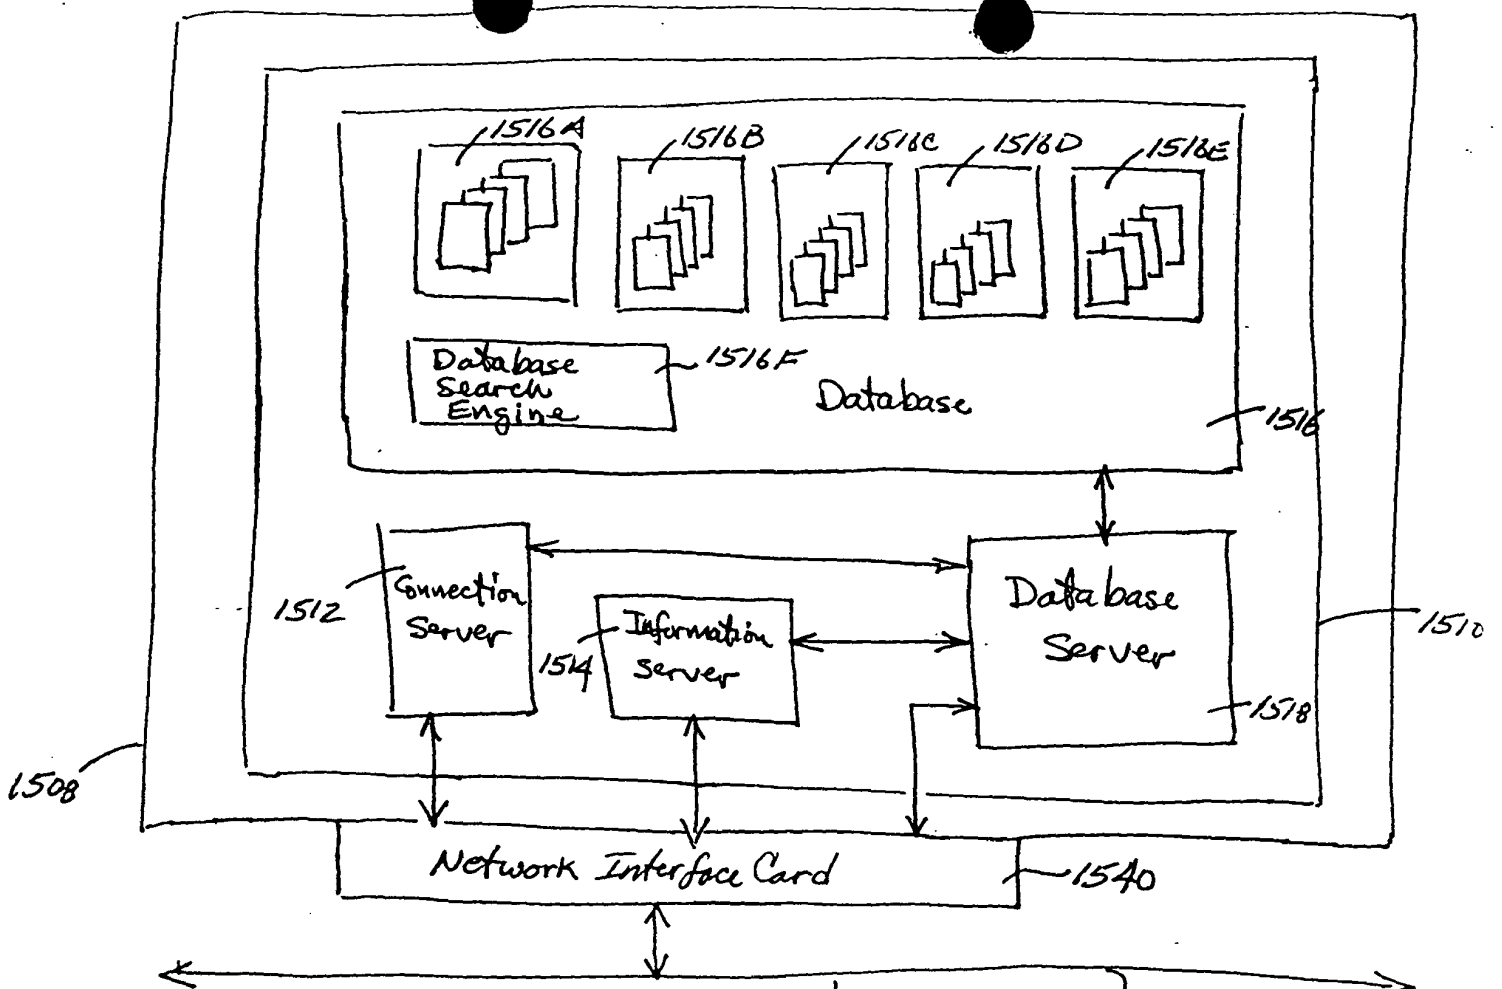 1516A
1516B
1516C
1516D
1516E
Database
Search
Engine
1516F
Database
1516
Connection
Server
1512
Information
Server
1514
Database
Server
1518
1510
1508
Network Interface Card
1540